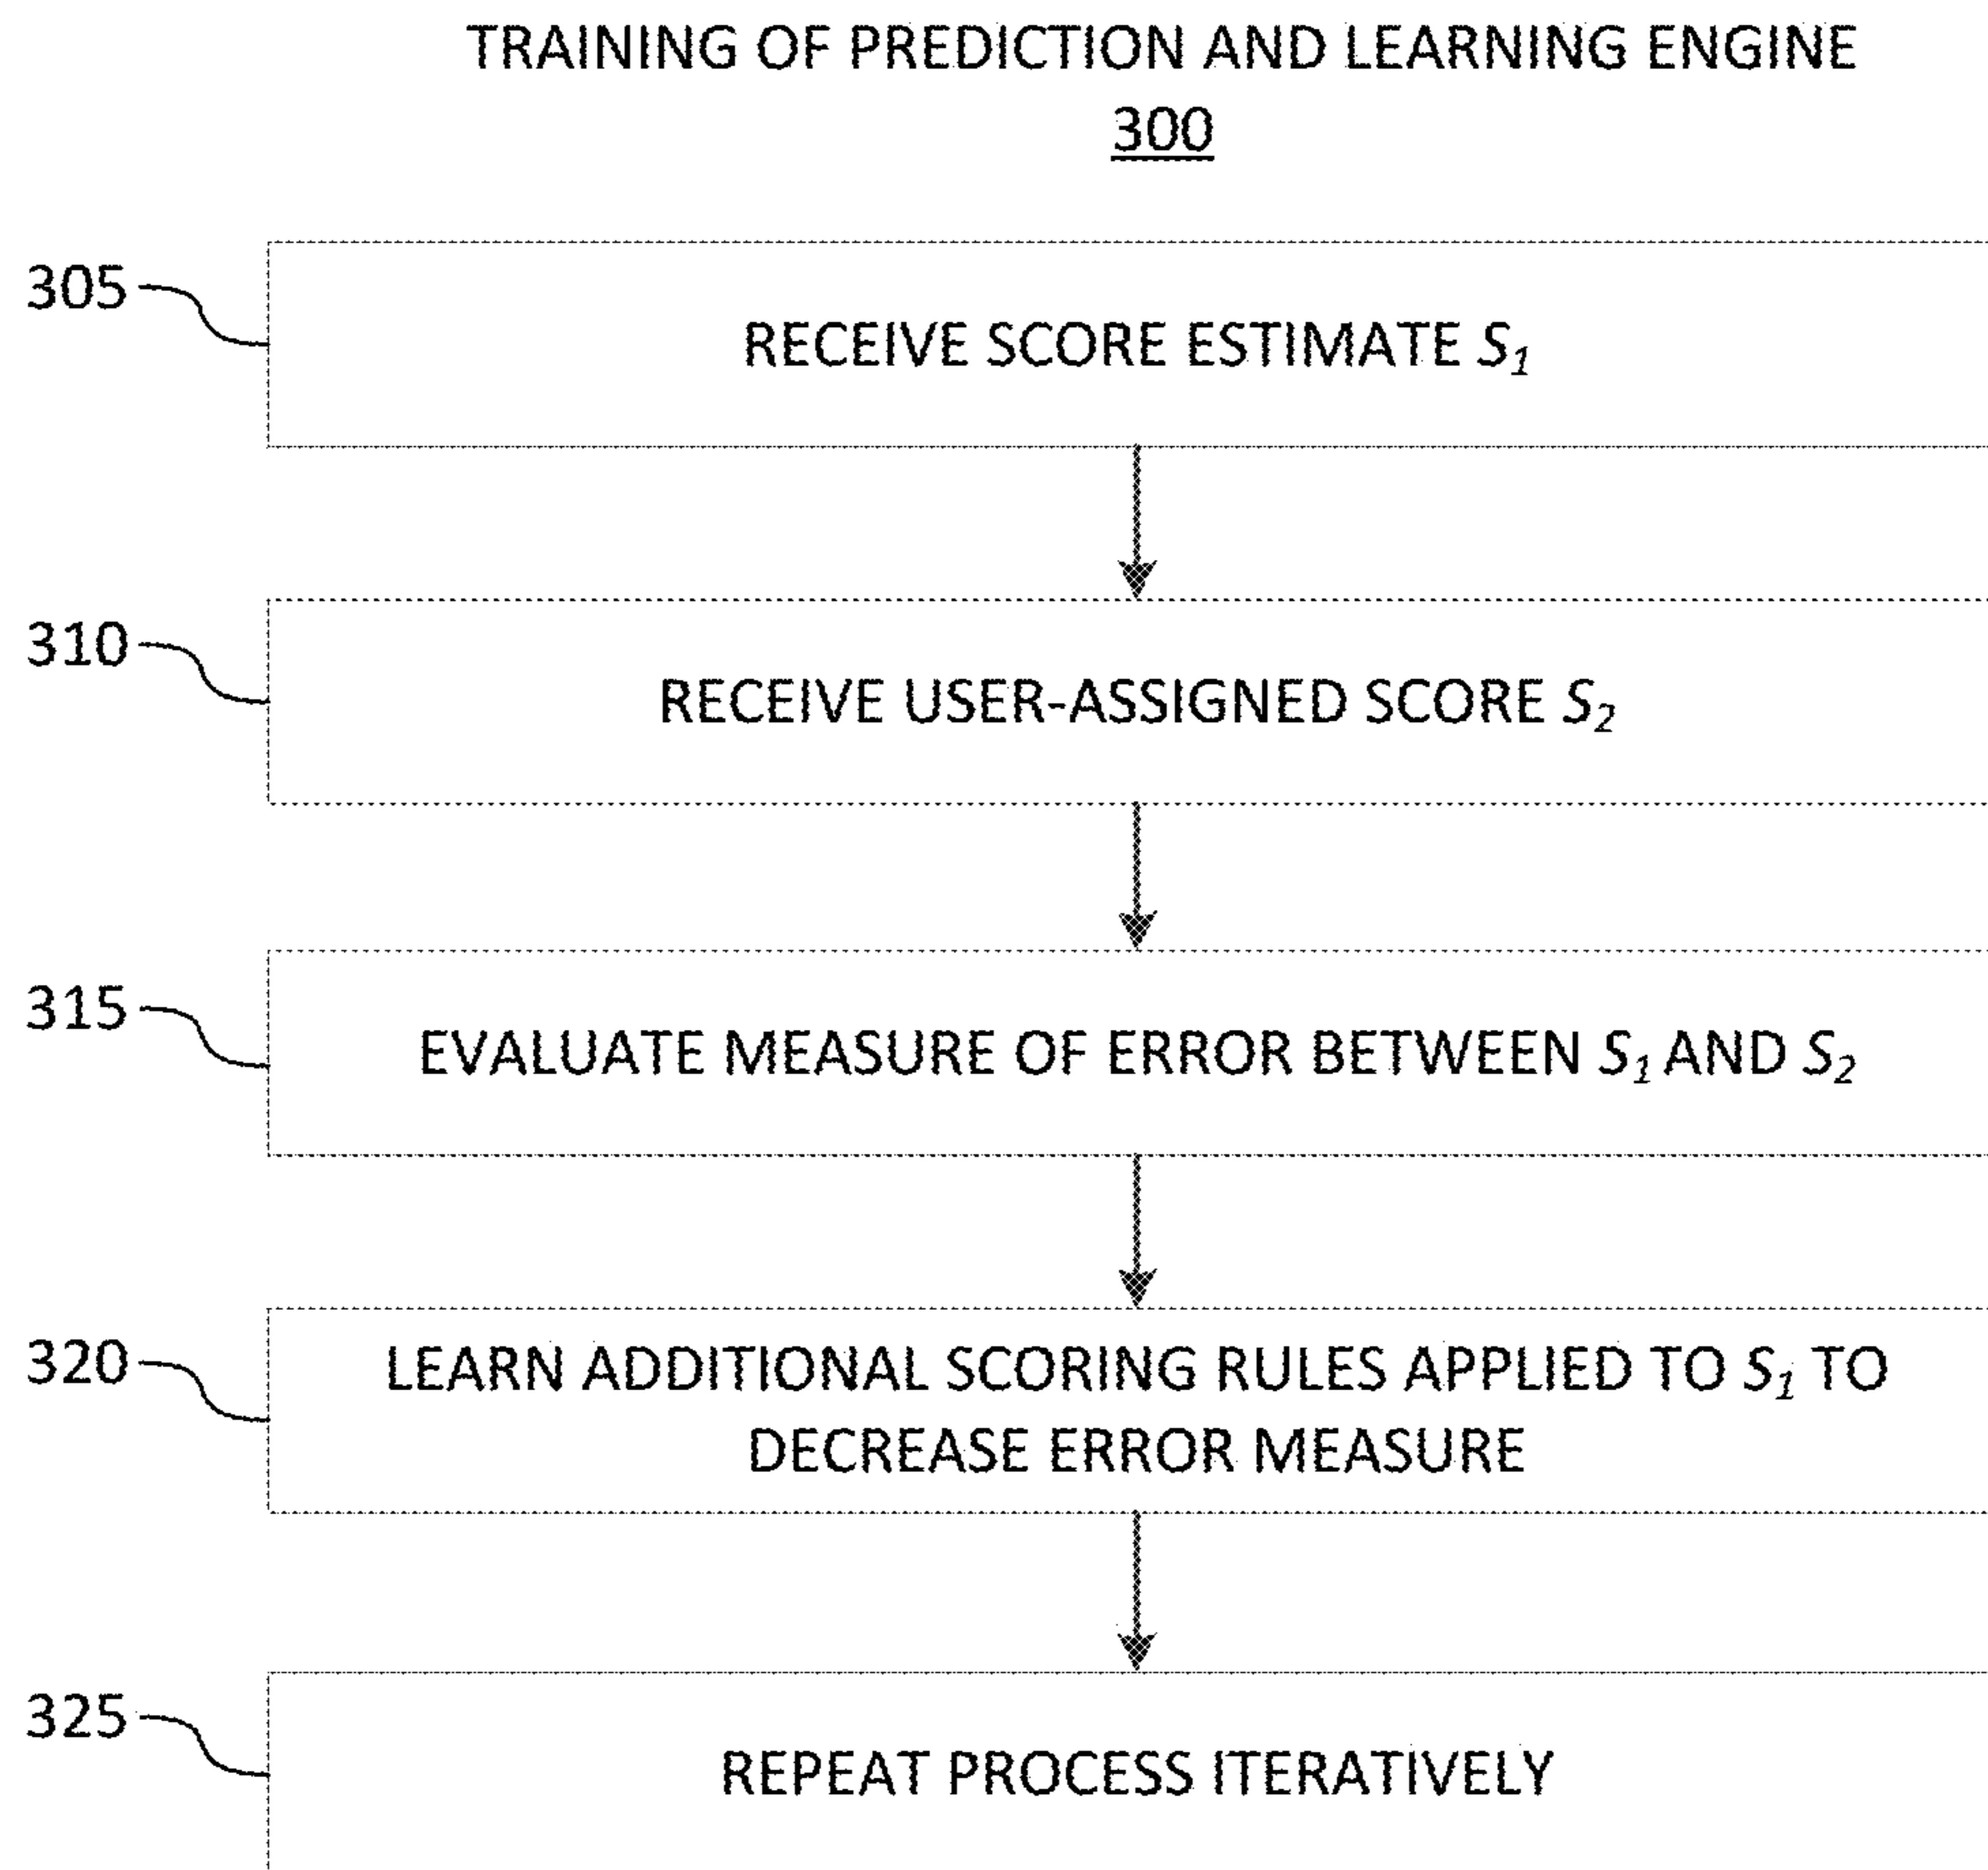 TRAINING OF PREDICTION AND LEARNING ENGINE
300
305
RECEIVE SCORE ESTIMATE S1
310
RECEIVE USER-ASSIGNED SCORE S2
315
EVALUATE MEASURE OF ERROR BETWEEN S1 AND S2
320
LEARN ADDITIONAL SCORING RULES APPLIED TO S1 TO
DECREASE ERROR MEASURE
325
REPEAT PROCESS ITERATIVELY